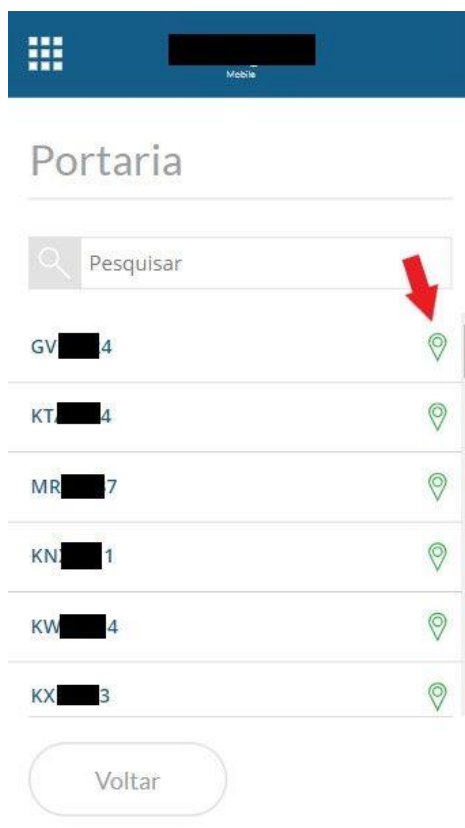 Mobile
Portaria
Pesquisar
GV 4
KT 4
MR 7
KN 1
KW 4
KX 3
Voltar